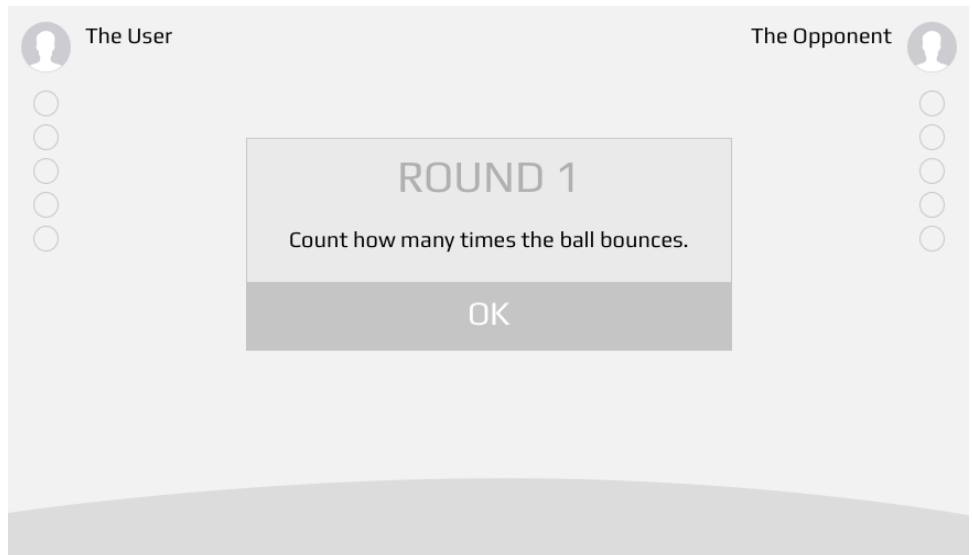 The User
The Opponent
ROUND 1
Count how many times the ball bounces.
OK